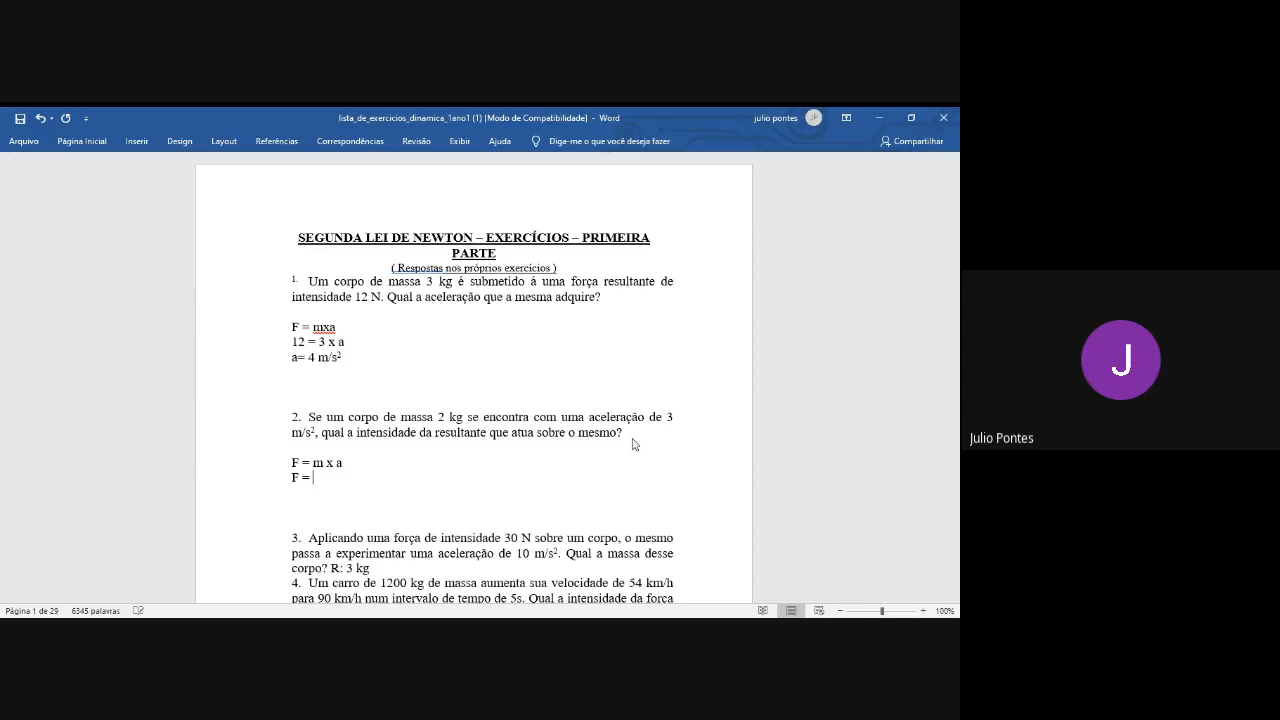 lista_de_exercicios_dinamica_1ano1 (1) [Modo de Compatibilidade] - Word
julio pontes
JP
Arquivo Página Inicial Inserir Design Layout Referências Correspondências Revisão Exibir Ajuda Diga-me o que você deseja fazer Compartilhar
SEGUNDA LEI DE NEWTON – EXERCÍCIOS – PRIMEIRA
PARTE
( Respostas nos próprios exercícios )
1. Um corpo de massa 3 kg é submetido á uma força resultante de
intensidade 12 N. Qual a aceleração que a mesma adquire?
F = mxa
12 = 3 x a
a= 4 m/s²
2. Se um corpo de massa 2 kg se encontra com uma aceleração de 3
m/s², qual a intensidade da resultante que atua sobre o mesmo?
F = m x a
F =
3. Aplicando uma força de intensidade 30 N sobre um corpo, o mesmo
passa a experimentar uma aceleração de 10 m/s². Qual a massa desse
corpo? R: 3 kg
4. Um carro de 1200 kg de massa aumenta sua velocidade de 54 km/h
para 90 km/h num intervalo de tempo de 5s. Qual a intensidade da força
Página 1 de 29 6345 palavras 100%
J
Julio Pontes